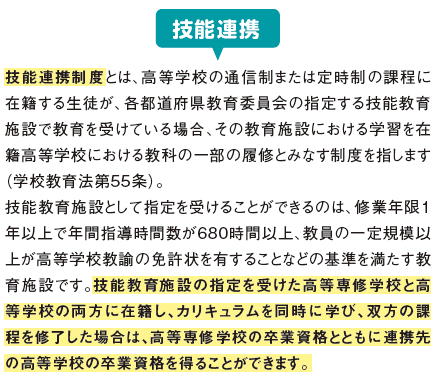 技能連携
技能連携制度とは、高等学校の通信制または定時制の課程に
在籍する生徒が、各都道府県教育委員会の指定する技能教育
施設で教育を受けている場合、その教育施設における学習を在
籍高等学校における教科の一部の履修とみなす制度を指します
（学校教育法第55条）。
技能教育施設として指定を受けることができるのは、修業年限1
年以上で年間指導時間数が680時間以上、教員の一定規模以
上が高等学校教諭の免許状を有することなどの基準を満たす教
育施設です。技能教育施設の指定を受けた高等専修学校と高
等学校の両方に在籍し、カリキュラムを同時に学び、双方の課
程を修了した場合は、高等専修学校の卒業資格とともに連携先
の高等学校の卒業資格を得ることができます。